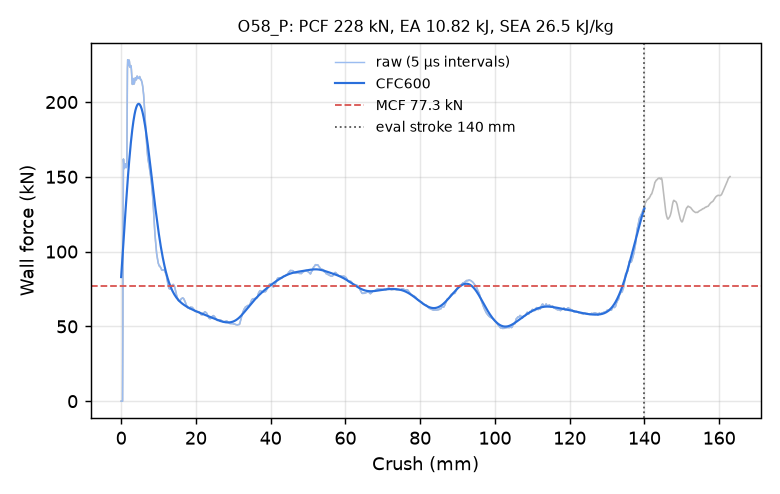 O58_P: PCF 228 kN, EA 10.82 kJ, SEA 26.5 kJ/kg
raw (5 µs intervals)
CFC600
MCF 77.3 kN
eval stroke 140 mm
Wall force (kN)
200
150
100
50
0
0 20 40 60 80 100 120 140 160
Crush (mm)